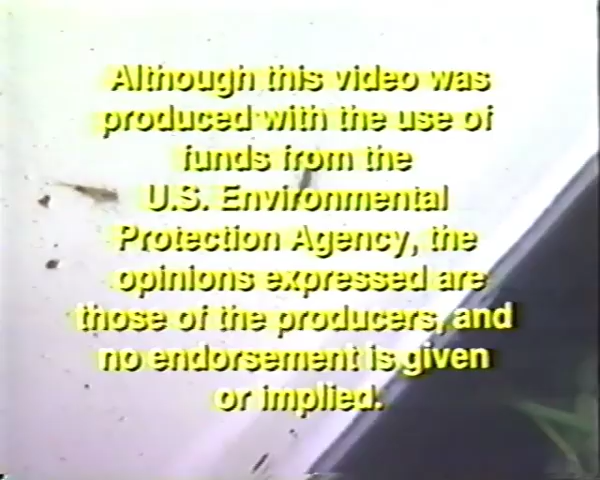 Although this video was
produced with the use of
funds from the
U.S. Environmental
Protection Agency, the
opinions expressed are
those of the producers, and
no endorsement is given
or implied.